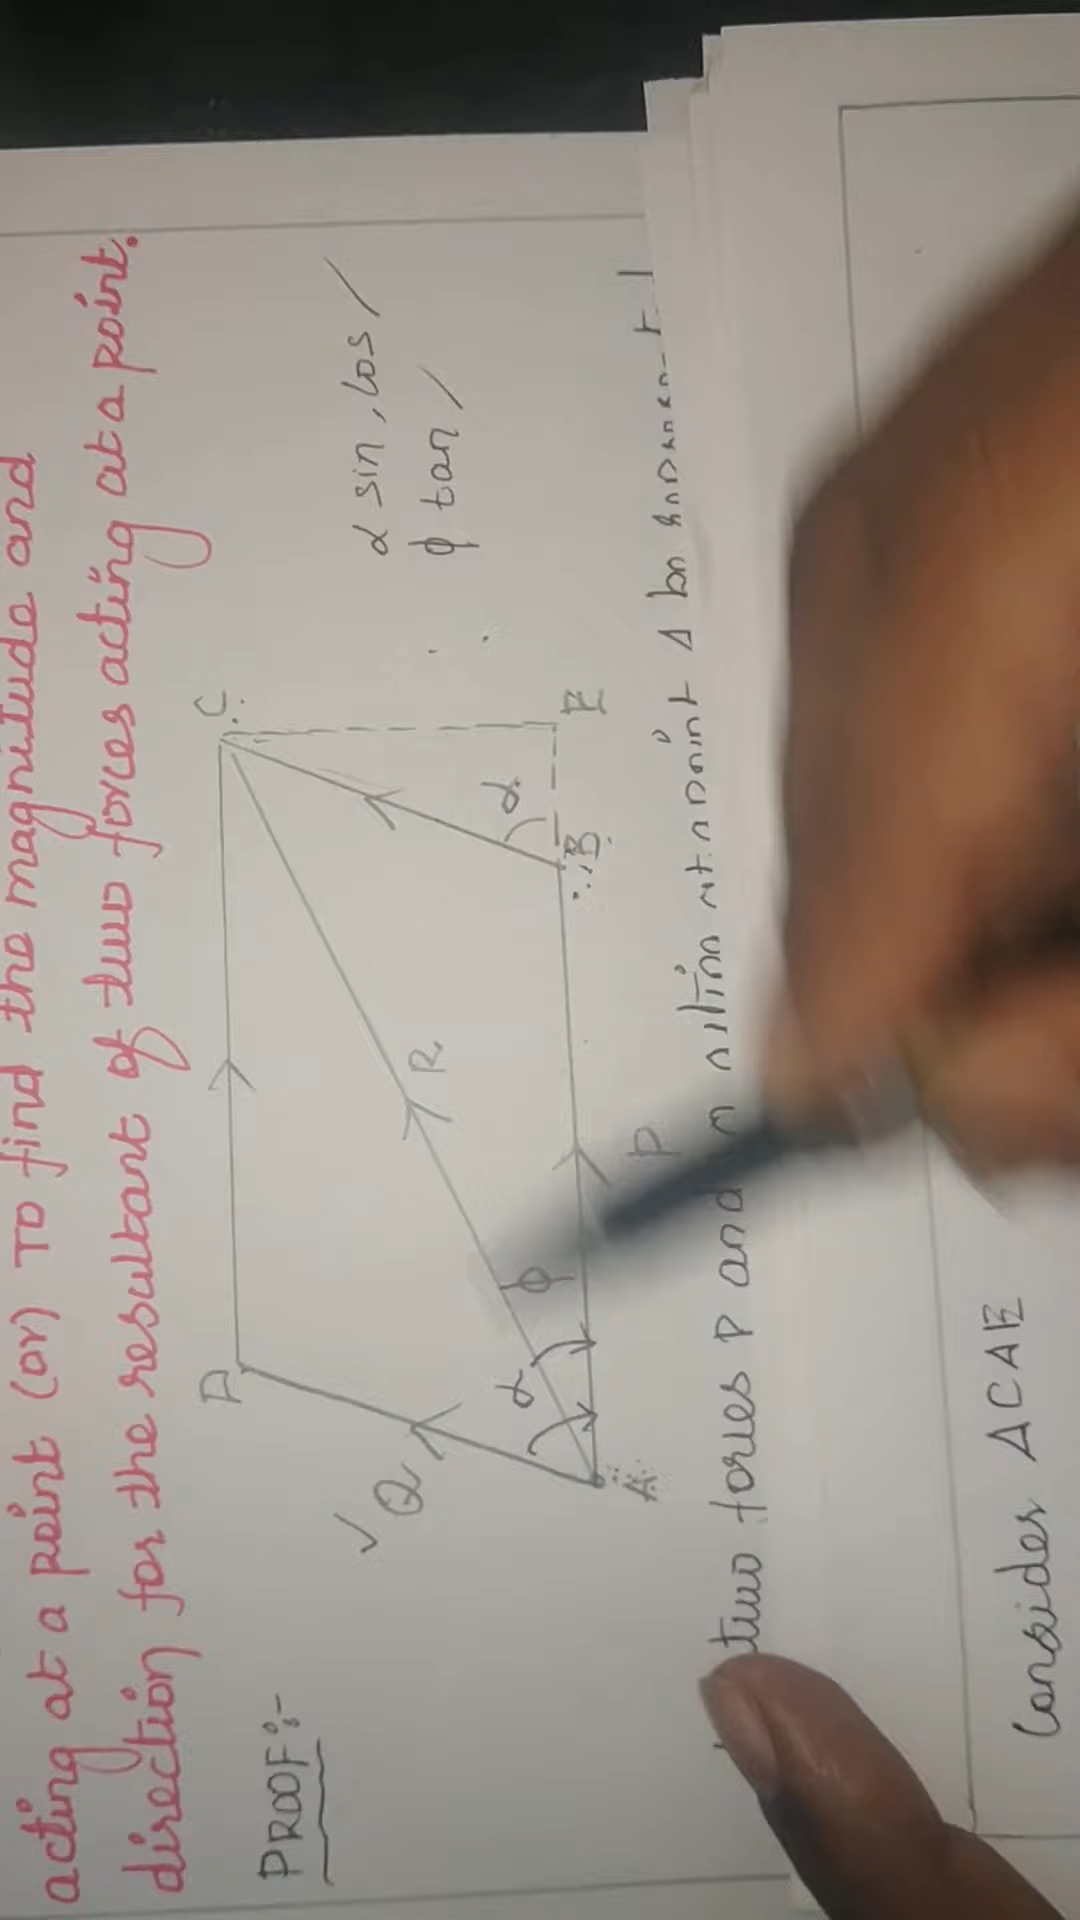 acting at a point (or) To find the magnitude and
direction for the resultant of two forces acting at a point.
PROOF:-
D
C
Q
R
α
ϕ
α
A
P
B
E
α sin, cos /
ϕ tan /
two forces P and
Consider Δ CAE